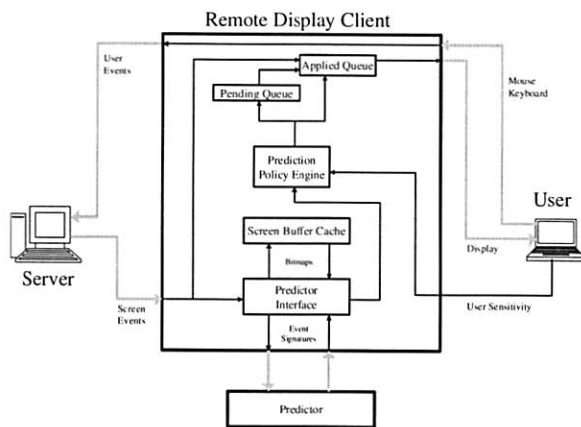 Remote Display Client
User
Events
Applied Queue
Pending Queue
Mouse
Keyboard
Prediction
Policy Engine
User
Screen Buffer Cache
Display
Server
Bitmaps
Predictor
Interface
Screen
Events
User Sensitivity
Event
Signatures
Predictor